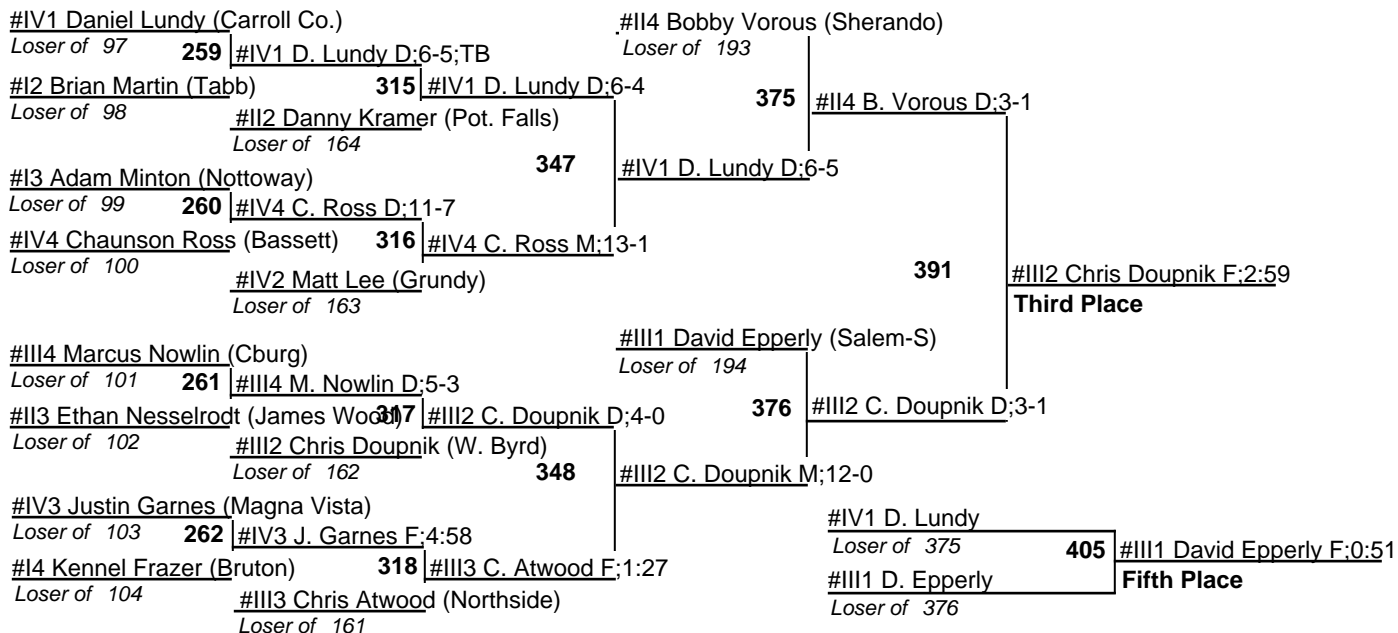 #IV1 Daniel Lundy (Carroll Co.)
Loser of 97
259
#IV1 D. Lundy D;6-5;TB
#I2 Brian Martin (Tabb)
Loser of 98
315
#IV1 D. Lundy D;6-4
#II2 Danny Kramer (Pot. Falls)
Loser of 164
347
#IV1 D. Lundy D;6-5
#I3 Adam Minton (Nottoway)
Loser of 99
260
#IV4 C. Ross D;11-7
#IV4 Chaunson Ross (Bassett)
Loser of 100
316
#IV4 C. Ross M;13-1
#IV2 Matt Lee (Grundy)
Loser of 163
#II4 Bobby Vorous (Sherando)
Loser of 193
375
#II4 B. Vorous D;3-1
391
#III2 Chris Doupnik F;2:59
Third Place
#III4 Marcus Nowlin (Cburg)
Loser of 101
261
#III4 M. Nowlin D;5-3
#II3 Ethan Nesselrodt (James Wood)
Loser of 102
317
#III2 C. Doupnik D;4-0
#III2 Chris Doupnik (W. Byrd)
Loser of 162
348
#III2 C. Doupnik M;12-0
#IV3 Justin Garnes (Magna Vista)
Loser of 103
262
#IV3 J. Garnes F;4:58
#I4 Kennel Frazer (Bruton)
Loser of 104
318
#III3 C. Atwood F;1:27
#III3 Chris Atwood (Northside)
Loser of 161
#III1 David Epperly (Salem-S)
Loser of 194
376
#III2 C. Doupnik D;3-1
#IV1 D. Lundy
Loser of 375
405
#III1 David Epperly F;0:51
Fifth Place
#III1 D. Epperly
Loser of 376